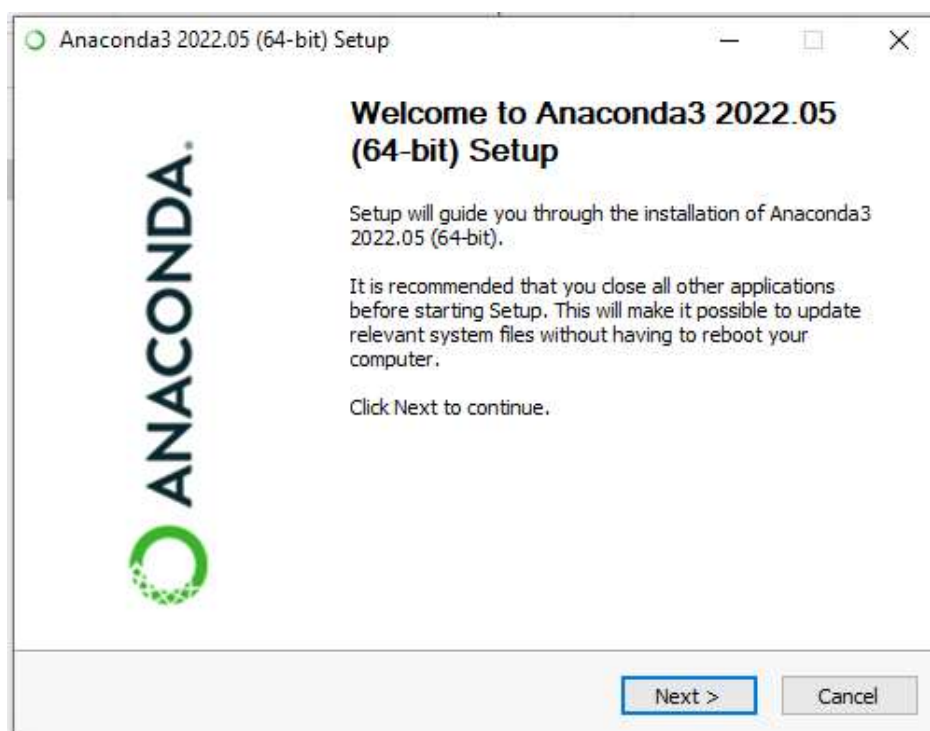 Anaconda3 2022.05 (64-bit) Setup
Welcome to Anaconda3 2022.05
(64-bit) Setup
Setup will guide you through the installation of Anaconda3
2022.05 (64-bit).
It is recommended that you close all other applications
before starting Setup. This will make it possible to update
relevant system files without having to reboot your
computer.
Click Next to continue.
ANACONDA.
Next >
Cancel